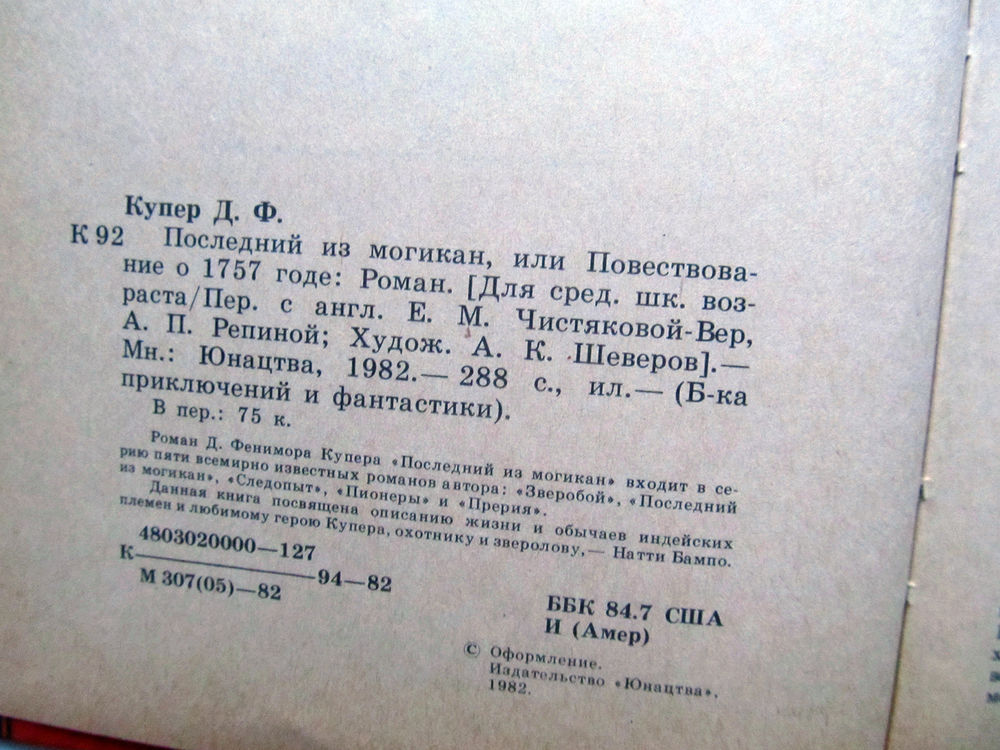 Купер Д. Ф.
К 92 Последний из могикан, или Повествова-
ние о 1757 годе: Роман. [Для сред. шк. воз-
раста/Пер. с англ. Е. М. Чистяковой-Вер,
А. П. Репиной; Худож. А. К. Шеверов].—
Мн.: Юнацтва, 1982.— 288 с., ил.— (Б-ка
приключений и фантастики).
В пер.: 75 к.
Роман Д. Фенимора Купера «Последний из могикан» входит в се-
рию пяти всемирно известных романов автора: «Зверобой», «Последний
из могикан», «Следопыт», «Пионеры» и «Прерия».
Данная книга посвящена описанию жизни и обычаев индейских
племен и любимому герою Купера, охотнику и зверолову,— Натти Бампо.
4803020000—127
К————94—82
М 307(05)—82
ББК 84.7 США
И (Амер)
© Оформление.
Издательство «Юнацтва».
1982.